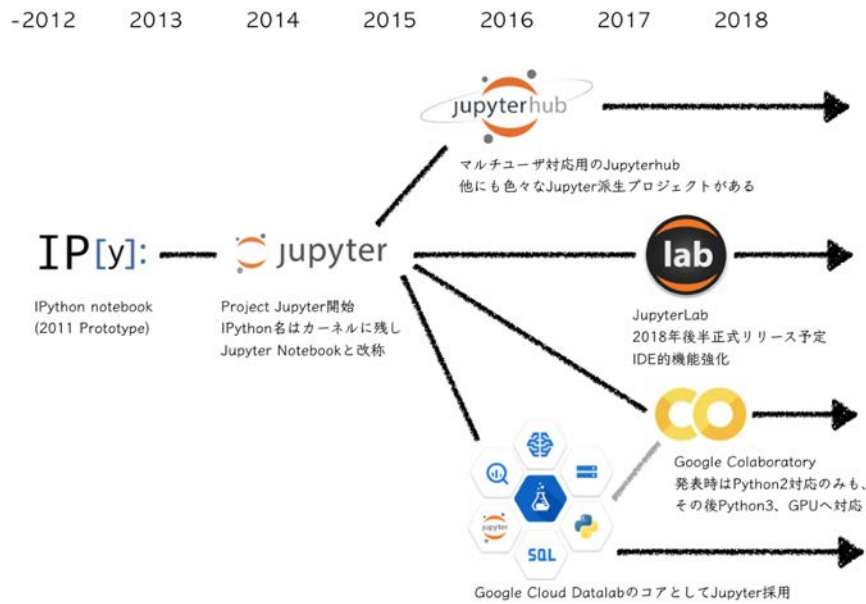 -2012 2013 2014 2015 2016 2017 2018
jupyterhub
マルチユーザ対応用のJupyterhub
他にも色々なJupyter派生プロジェクトがある
IP[y]:
IPython notebook
(2011 Prototype)
jupyter
Project Jupyter開始
IPython名はカーネルに残し
Jupyter Notebookと改称
lab
JupyterLab
2018年後半正式リリース予定
IDE的機能強化
CO
Google Colaboratory
発表時はPython2対応のみも、
その後Python3、GPUへ対応
jupyter
SQL
Google Cloud DatalabのコアとしてJupyter採用